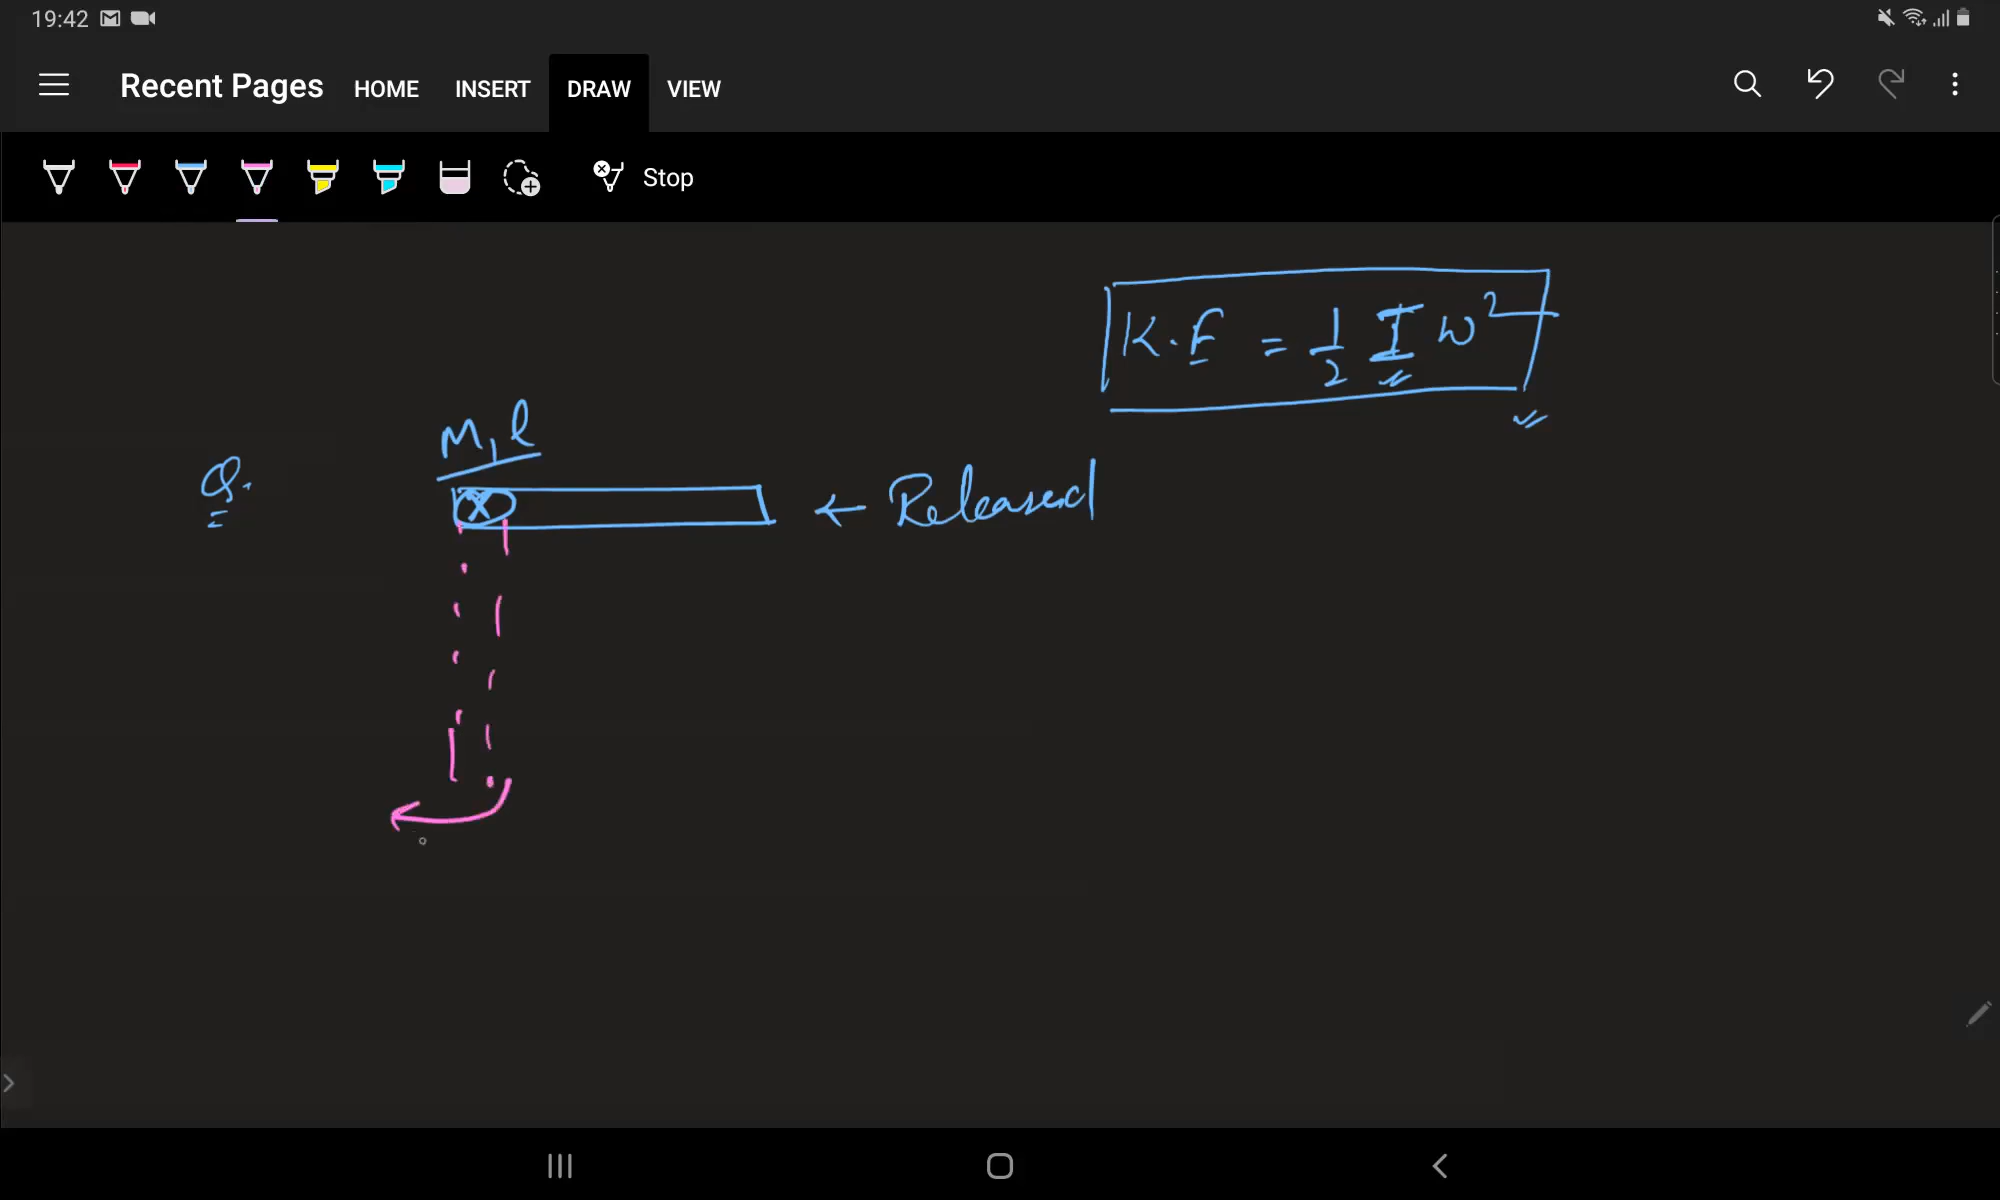 19:42
Recent Pages HOME INSERT DRAW VIEW
Stop
K.E = 1/2 I ω²
M, l
Q.
← Released